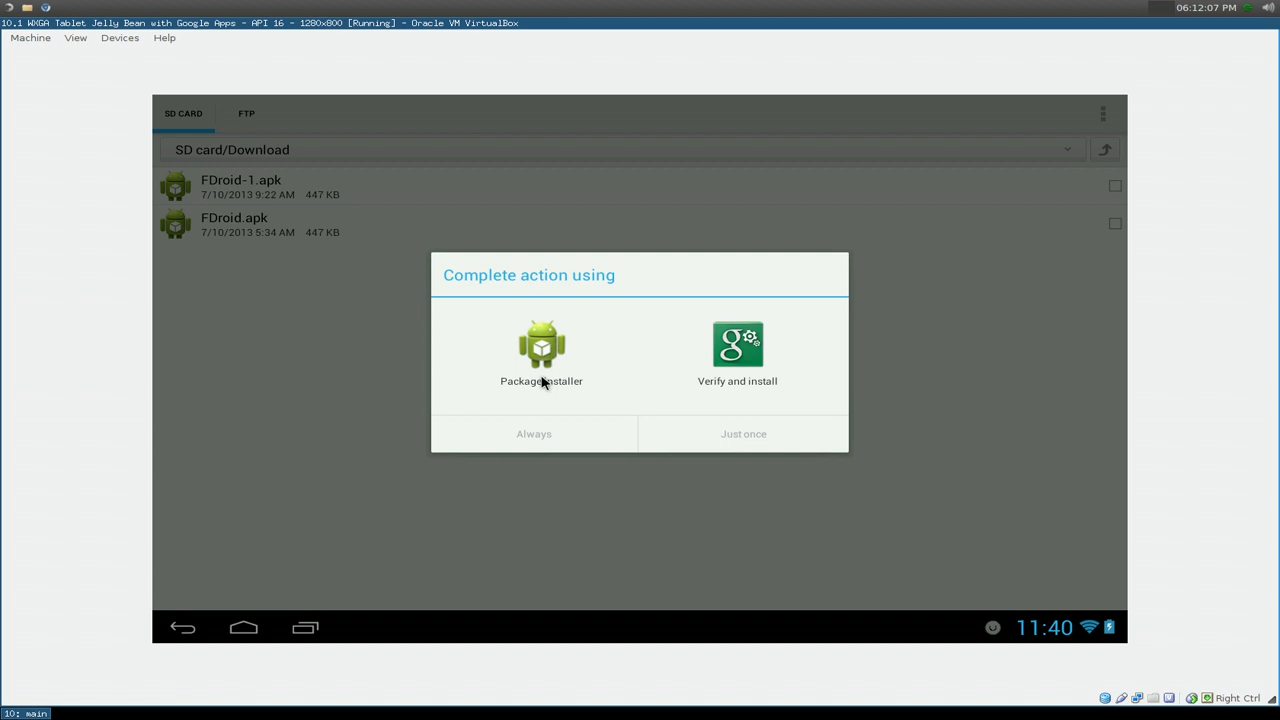 06:12:07 PM
10,1 WXGA Tablet Jelly Bean with Google Apps - API 16 - 1280x800 [Running] - Oracle VM VirtualBox
Machine View Devices Help
SD CARD FTP
SD card/Download
FDroid-1.apk
7/10/2013 9:22 AM 447 KB
FDroid.apk
7/10/2013 5:34 AM 447 KB
Complete action using
g
Package installer Verify and install
Always Just once
11:40
Right Ctrl
10: main